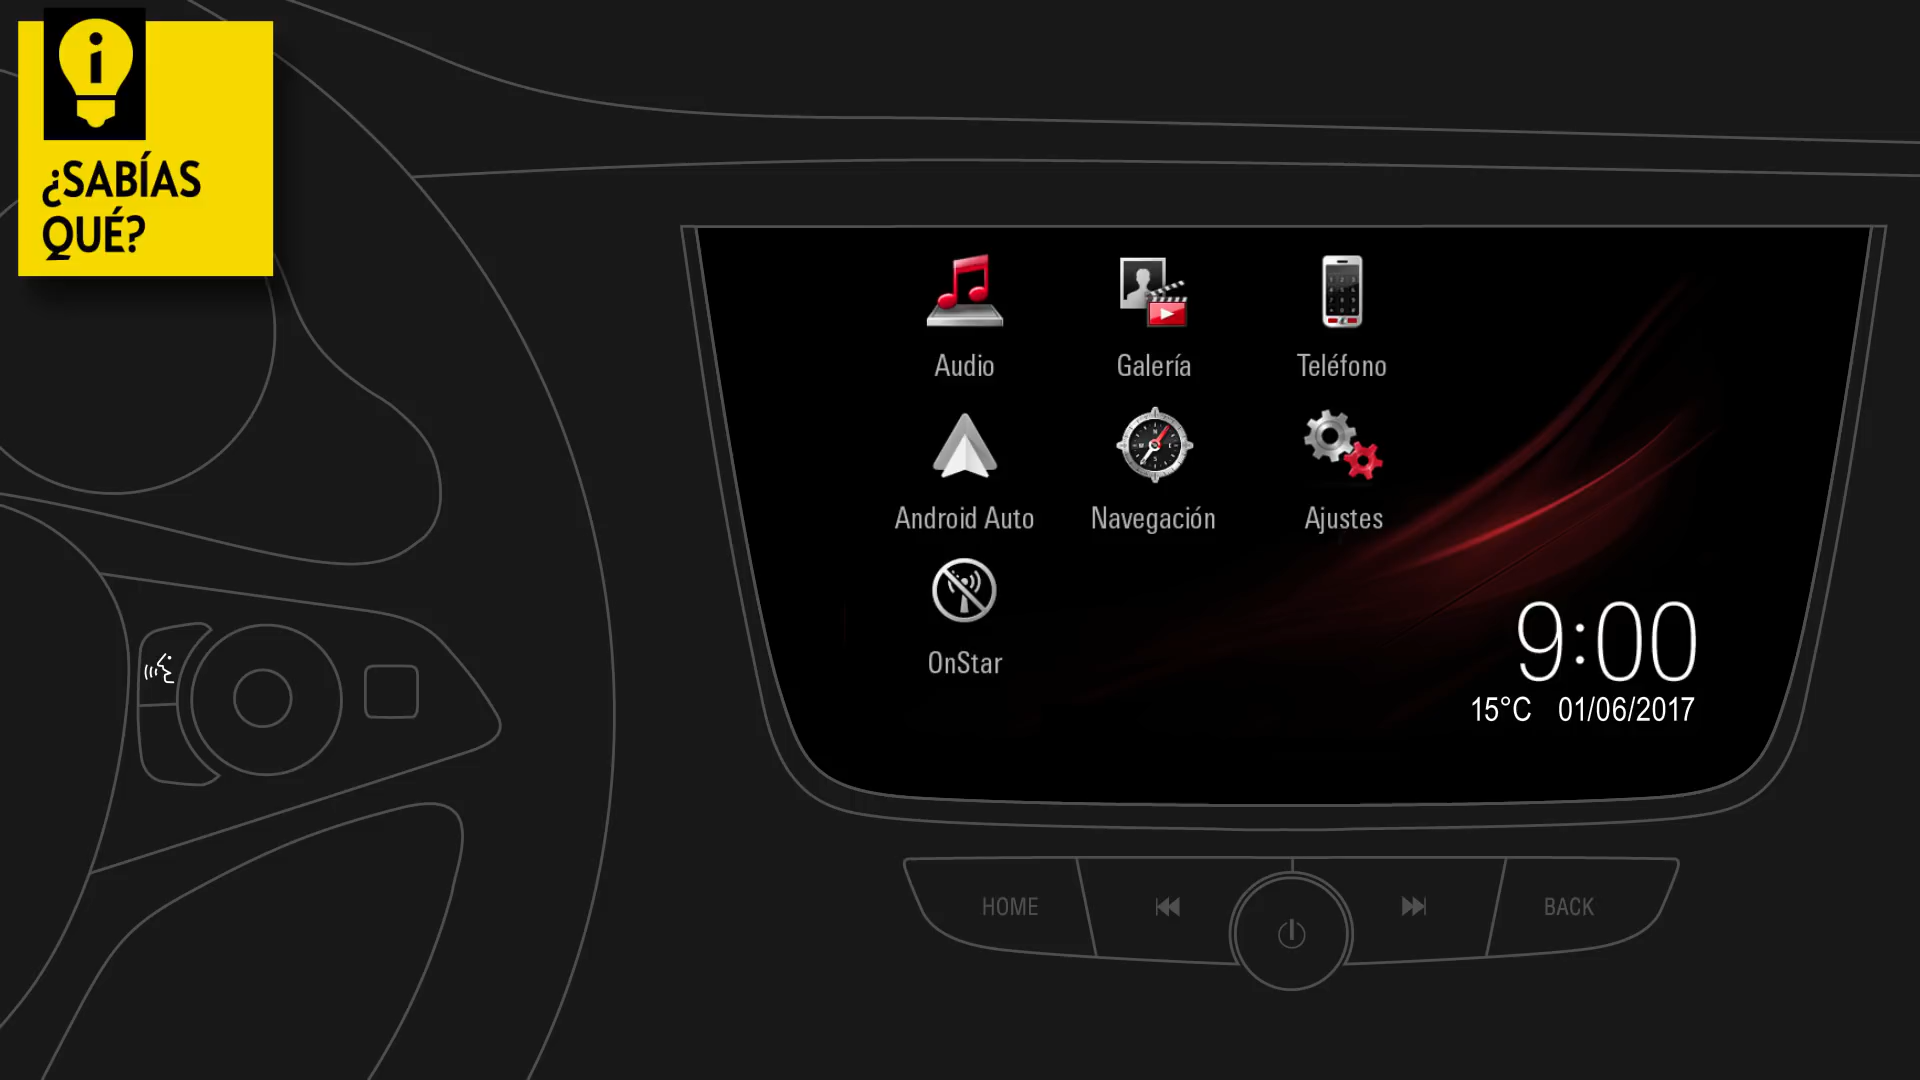 ¿SABÍAS
QUÉ?
Audio
Galería
Teléfono
Android Auto
Navegación
Ajustes
OnStar
9:00
15°C 01/06/2017
HOME
BACK